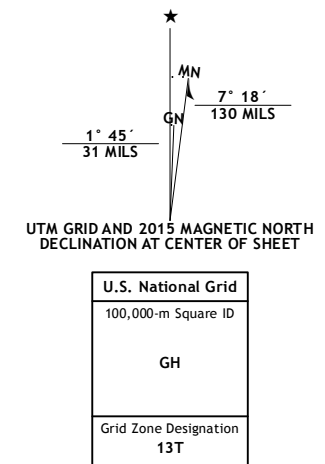 ★
MN
7° 18´
130 MILS
GN
1° 45´
31 MILS
UTM GRID AND 2015 MAGNETIC NORTH
DECLINATION AT CENTER OF SHEET
U.S. National Grid
100,000-m Square ID
GH
Grid Zone Designation
13T